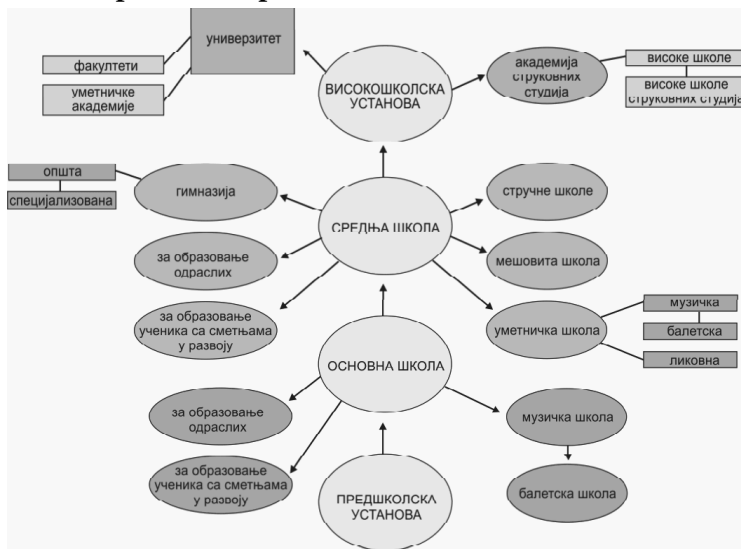 универзитет
факултети
уметничке
академије
ВИСОКОШКОЛСКА
УСТАНОВА
академија
струковних
студија
високе школе
високе школе
струковних студија
општа
специјализована
гимназија
СРЕДЊА ШКОЛА
стручне школе
за образовање
одраслих
мешовита школа
за образовање
ученика са сметњама
у развоју
уметничка школа
музичка
балетска
ликовна
ОСНОВНА ШКОЛА
за образовање
одраслих
музичка школа
за образовање
ученика са сметњама
у развоју
балетска школа
ПРЕДШКОЛСКА
УСТАНОВА